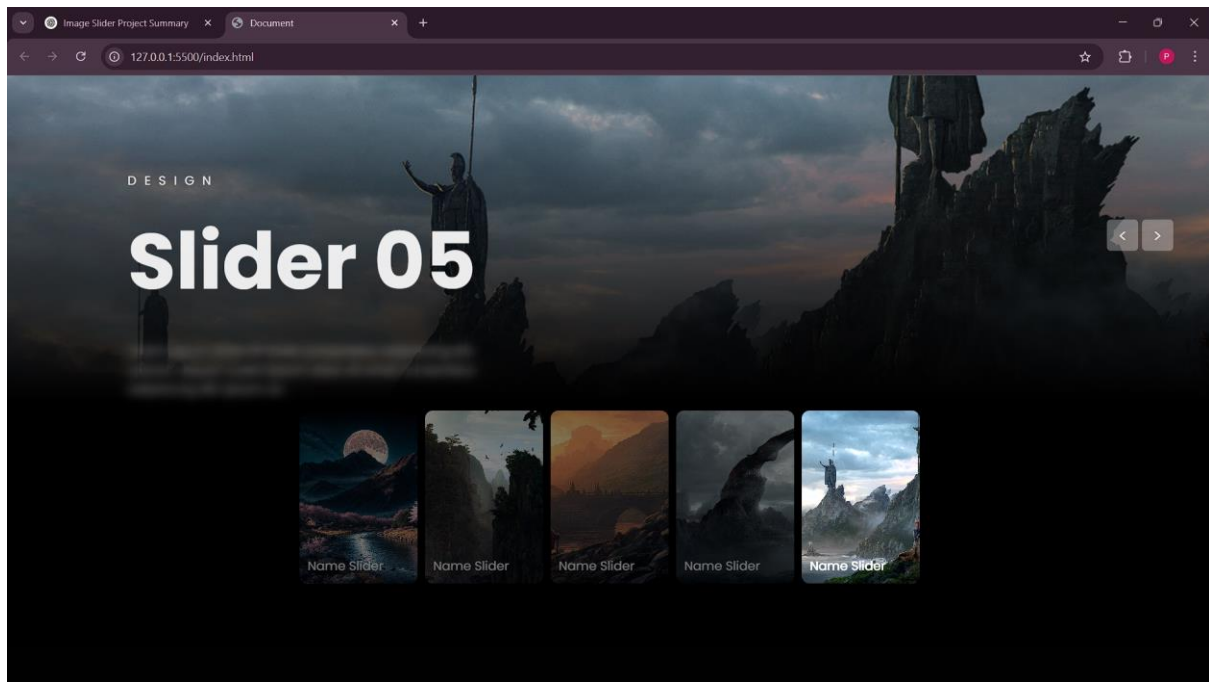 Image Slider Project Summary
Document
127.0.0.1:5500/index.html
P
DESIGN
Slider 05
Name Slider
Name Slider
Name Slider
Name Slider
Name Slider